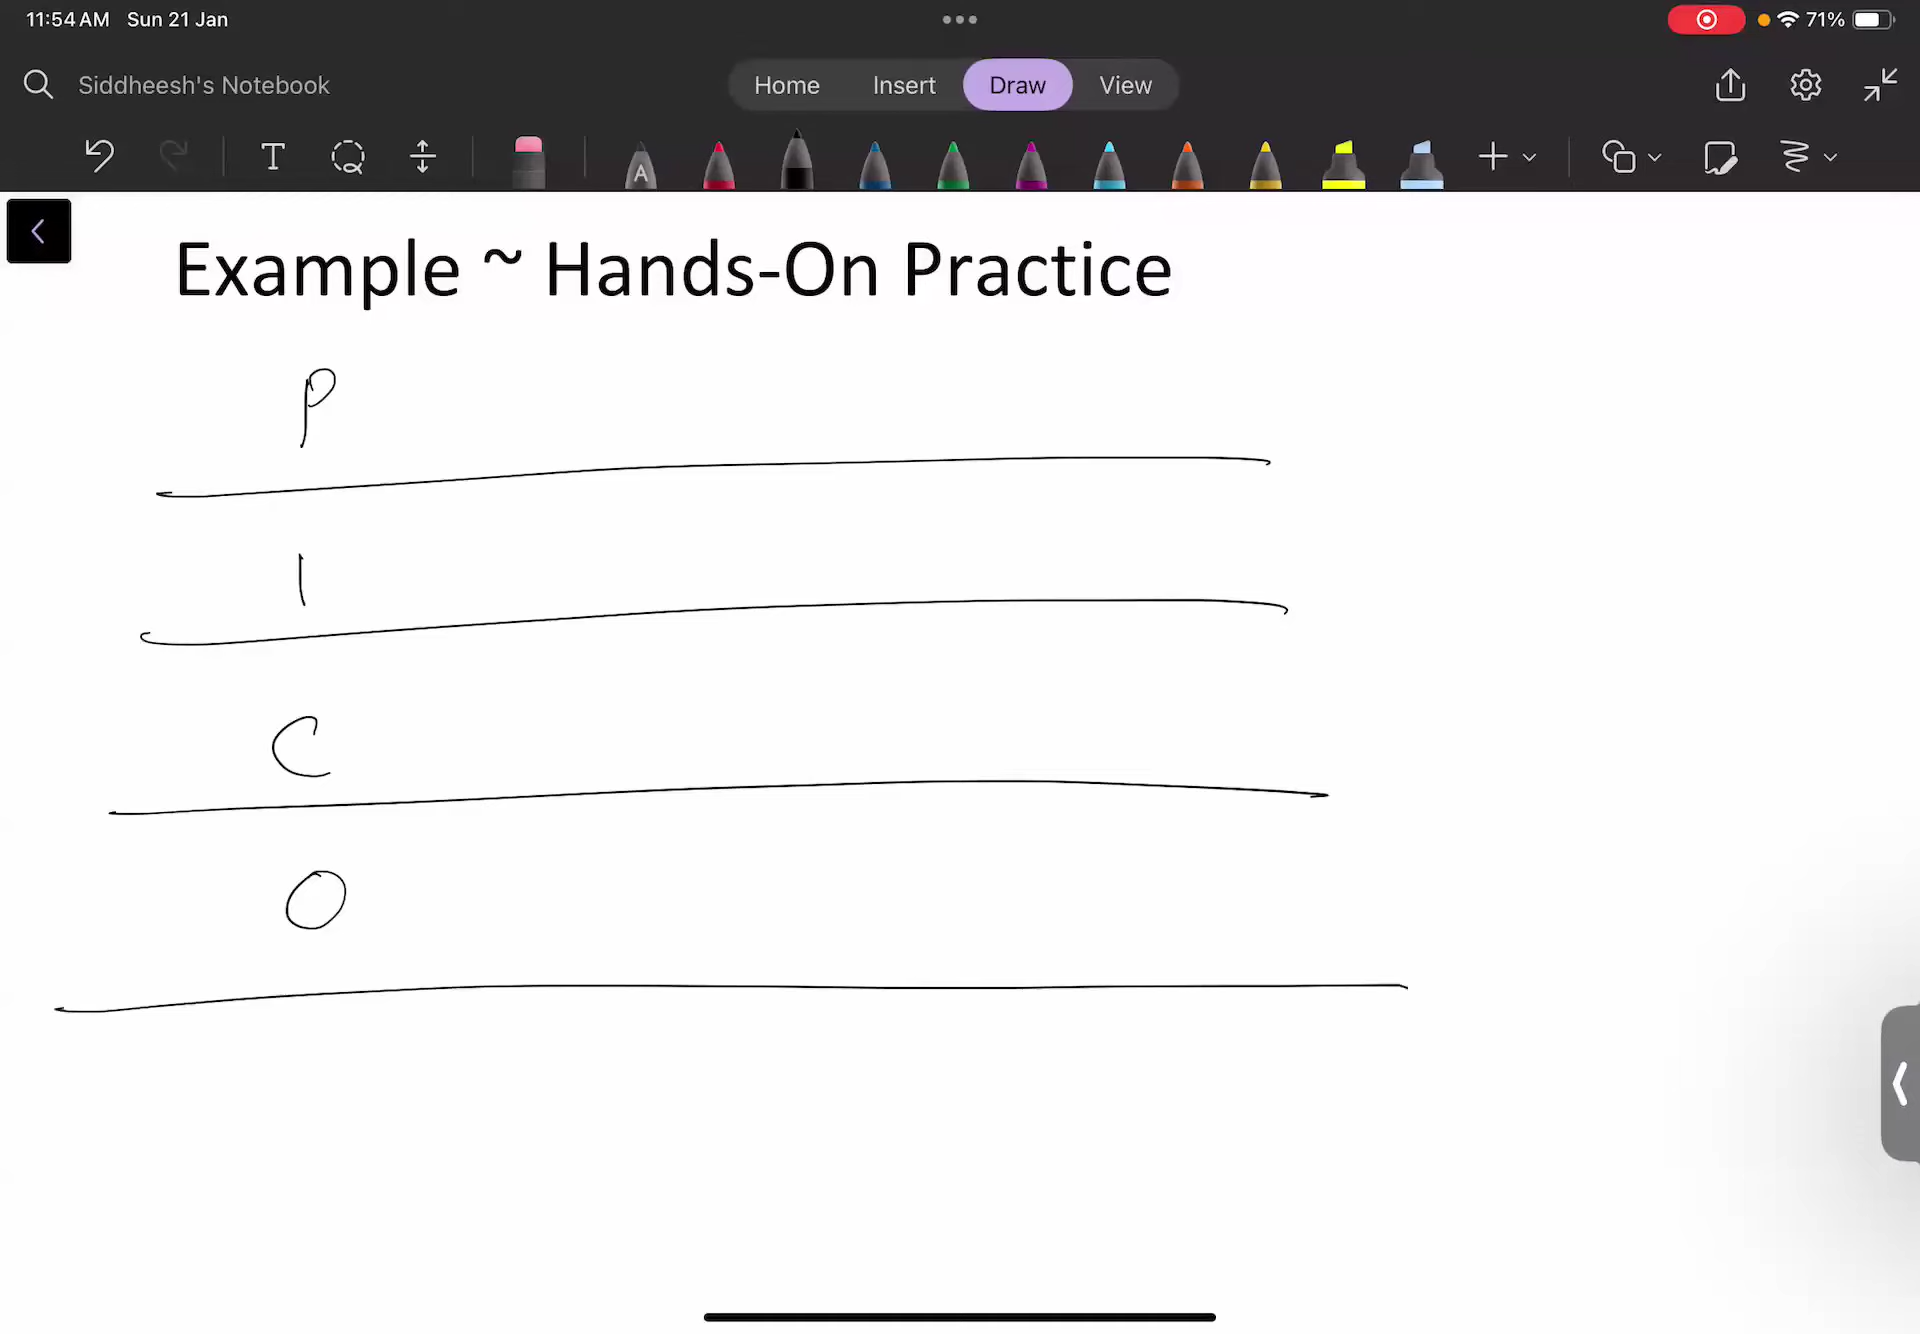 11:54 AM Sun 21 Jan
71%
Siddheesh's Notebook
Home Insert Draw View
T
A
Example ~ Hands-On Practice
P
I
C
O